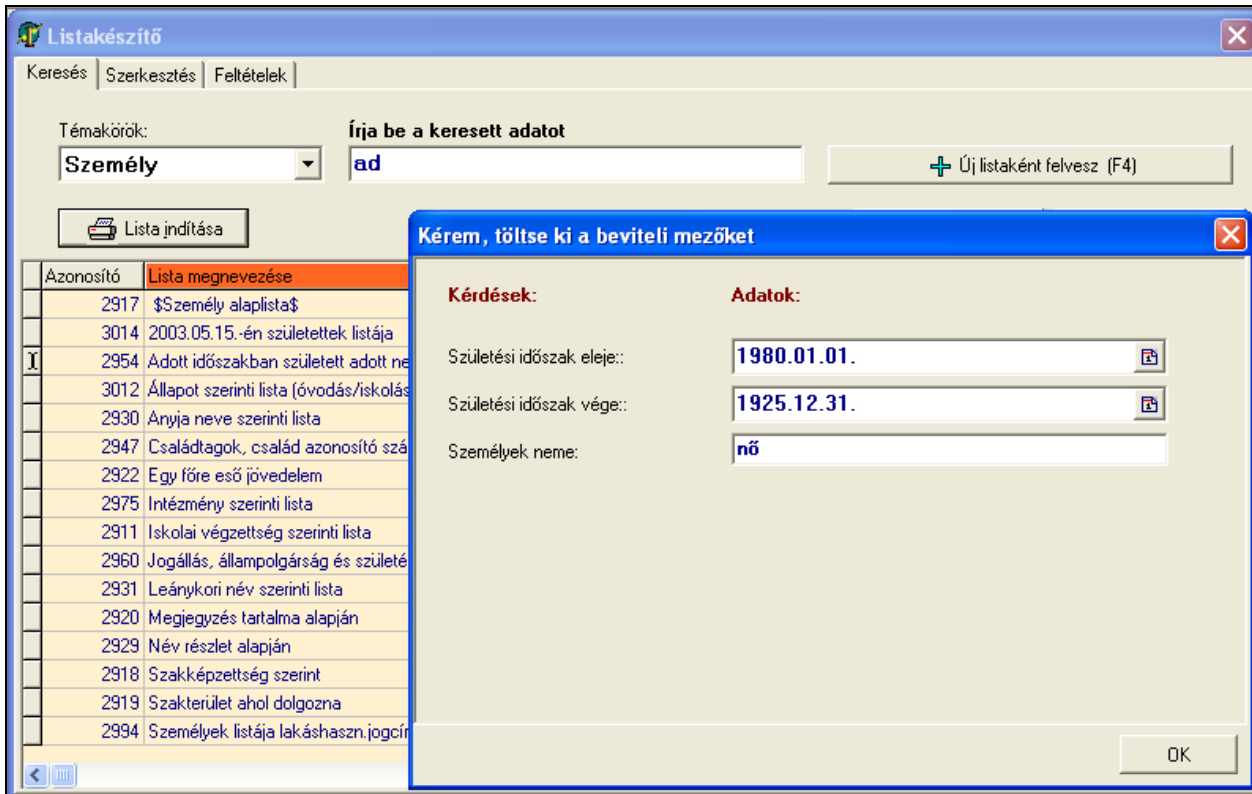 Listakészítő
Keresés Szerkesztés Feltételek
Témakörök: Írja be a keresett adatot
Személy ad Új listaként felvesz (F4)
Lista indítása
Kérem, töltse ki a beviteli mezőket
Azonosító Lista megnevezése
Kérdések: Adatok:
2917 $Személy alaplista$
3014 2003.05.15.-én születettek listája
2954 Adott időszakban született adott ne
Születési időszak eleje:: 1980.01.01.
3012 Állapot szerinti lista (óvodás/iskolás
Születési időszak vége:: 1925.12.31.
2930 Anyja neve szerinti lista
2947 Családtagok, család azonosító szá
Személyek neme: nő
2922 Egy főre eső jövedelem
2975 Intézmény szerinti lista
2911 Iskolai végzettség szerinti lista
2960 Jogállás, állampolgárság és születé
2931 Leánykori név szerinti lista
2920 Megjegyzés tartalma alapján
2929 Név részlet alapján
2918 Szakképzettség szerint
2919 Szakterület ahol dolgozna
2994 Személyek listája lakáshaszn.jogcír
OK